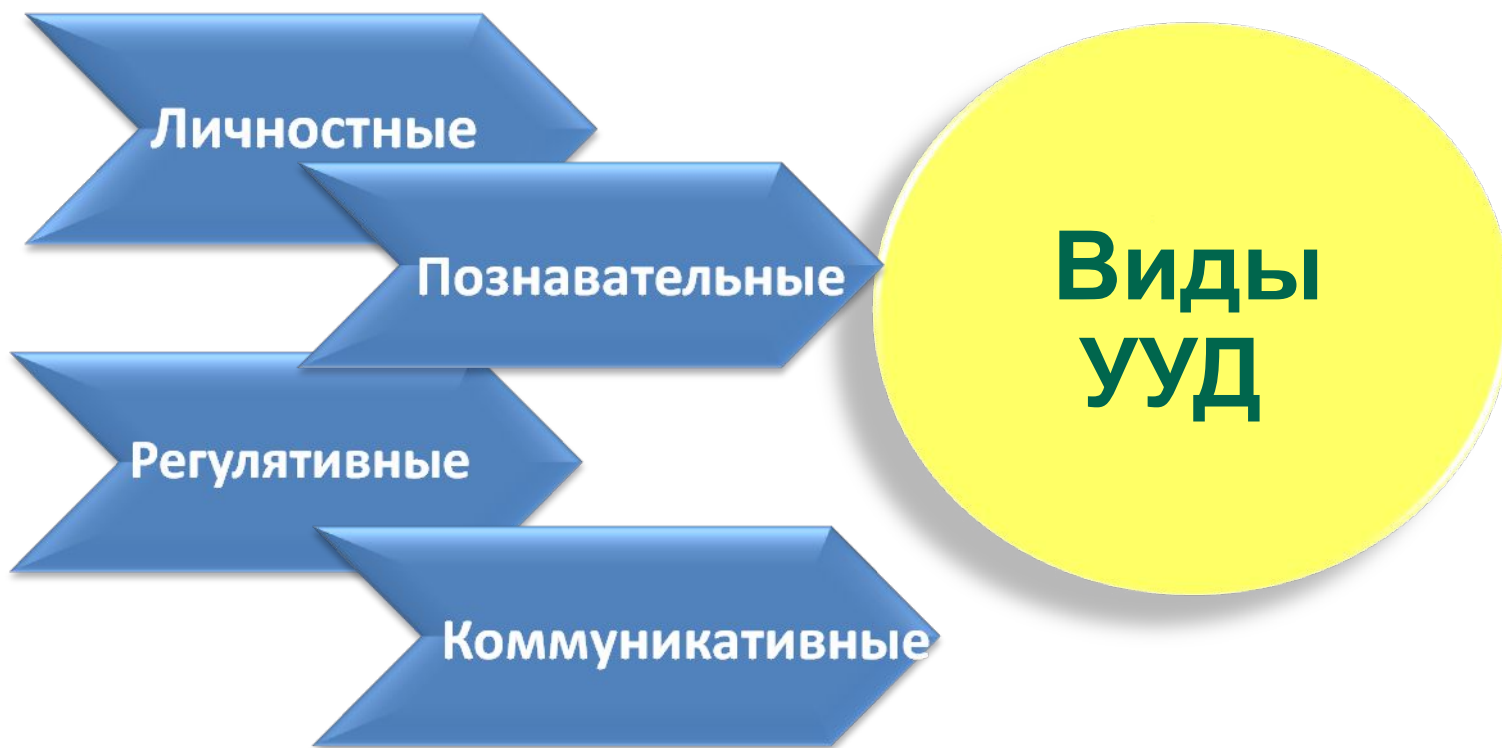 Личностные
Познавательные
Регулятивные
Коммуникативные
Виды
УУД